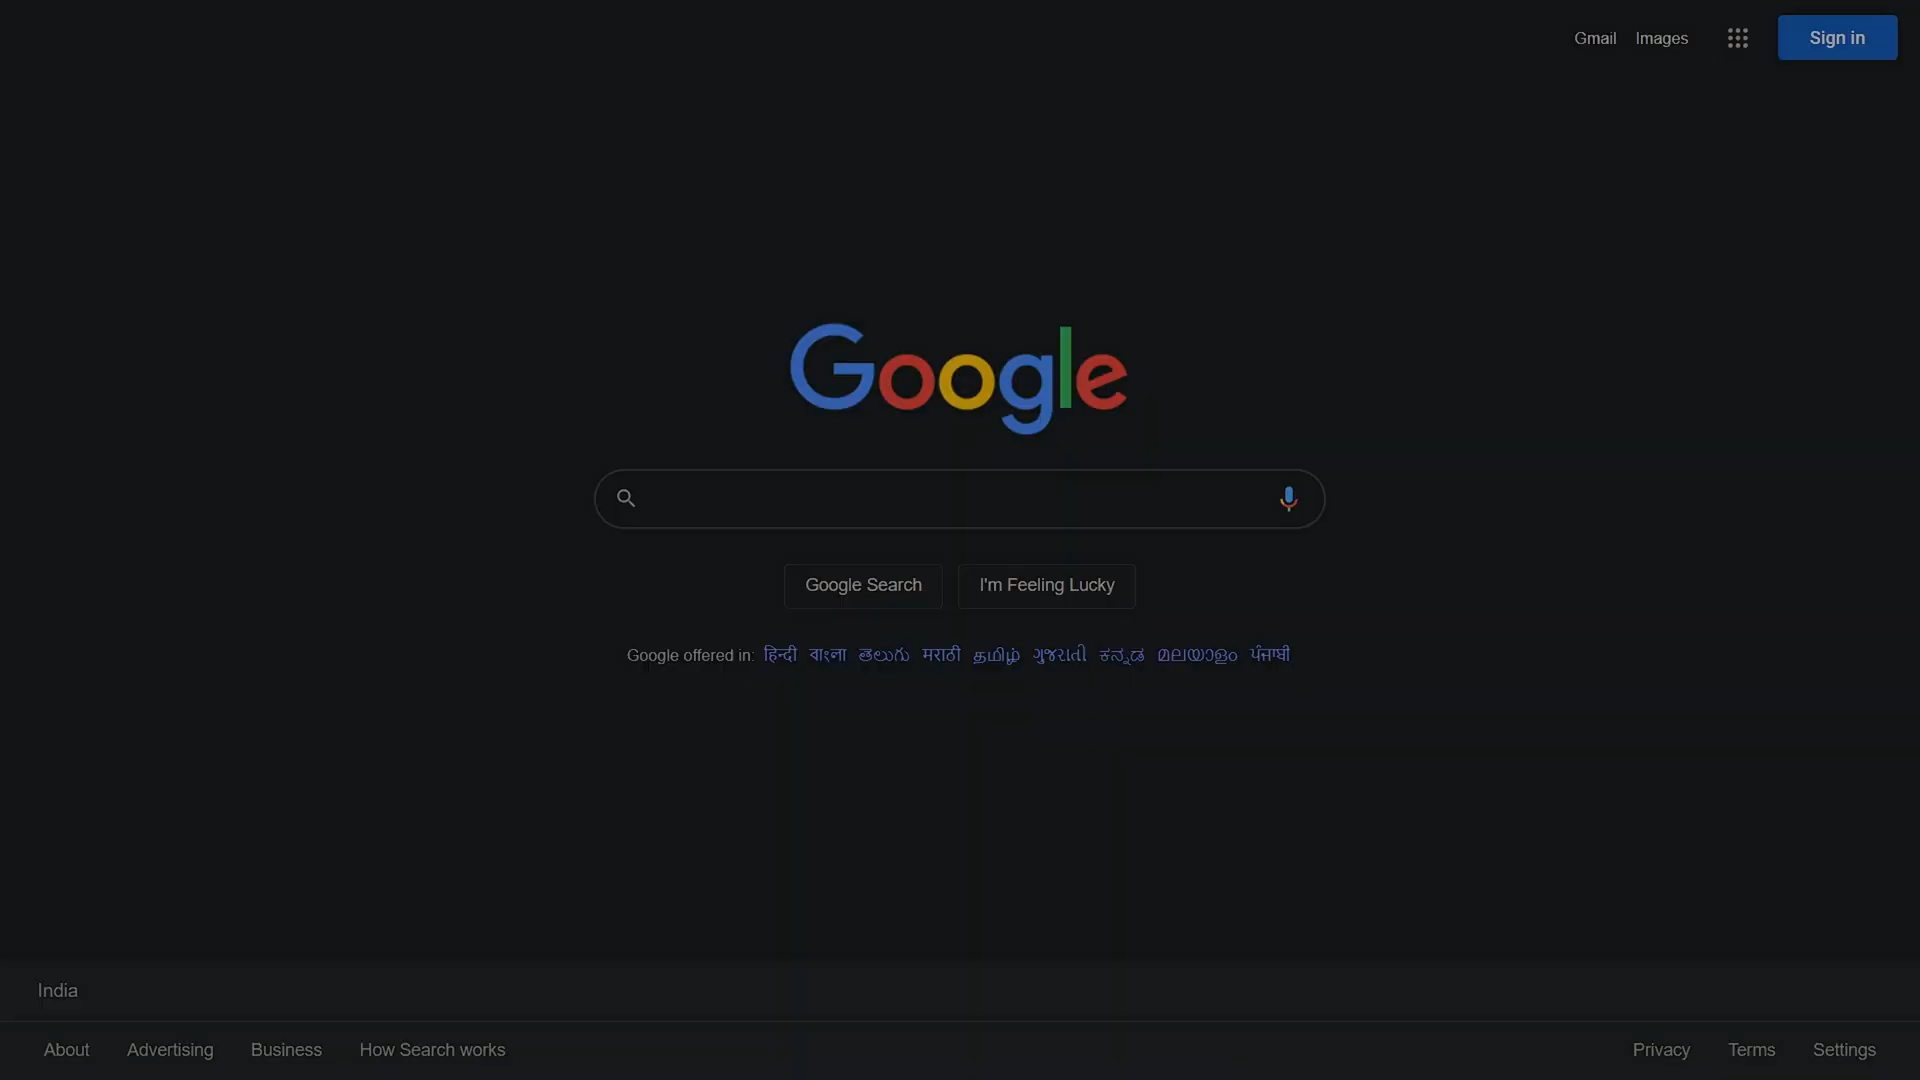 Gmail Images Sign in
Google
Google Search I'm Feeling Lucky
Google offered in: हिन्दी বাংলা తెలుగు मराठी தமிழ் ગુજરાતી ಕನ್ನಡ മലയാളം ਪੰਜਾਬੀ
India
About Advertising Business How Search works Privacy Terms Settings